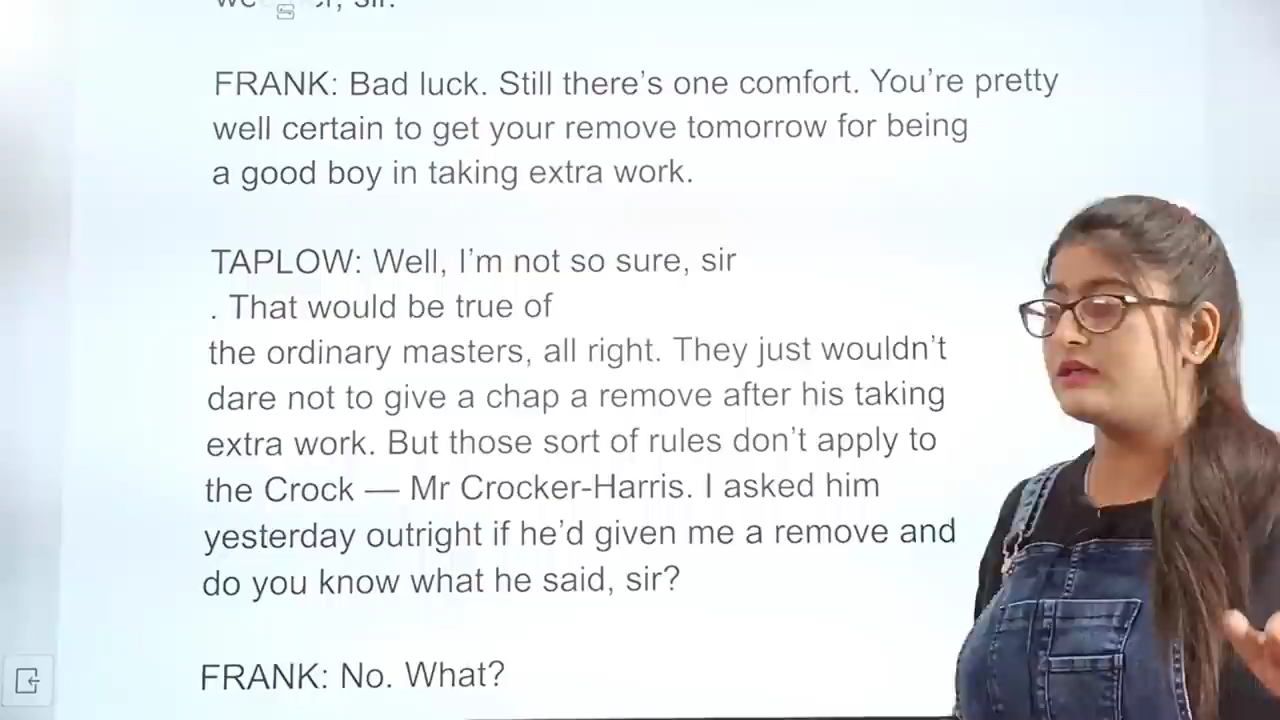 sir.
FRANK: Bad luck. Still there’s one comfort. You’re pretty
well certain to get your remove tomorrow for being
a good boy in taking extra work.
TAPLOW: Well, I’m not so sure, sir
. That would be true of
the ordinary masters, all right. They just wouldn’t
dare not to give a chap a remove after his taking
extra work. But those sort of rules don’t apply to
the Crock — Mr Crocker-Harris. I asked him
yesterday outright if he’d given me a remove and
do you know what he said, sir?
FRANK: No. What?